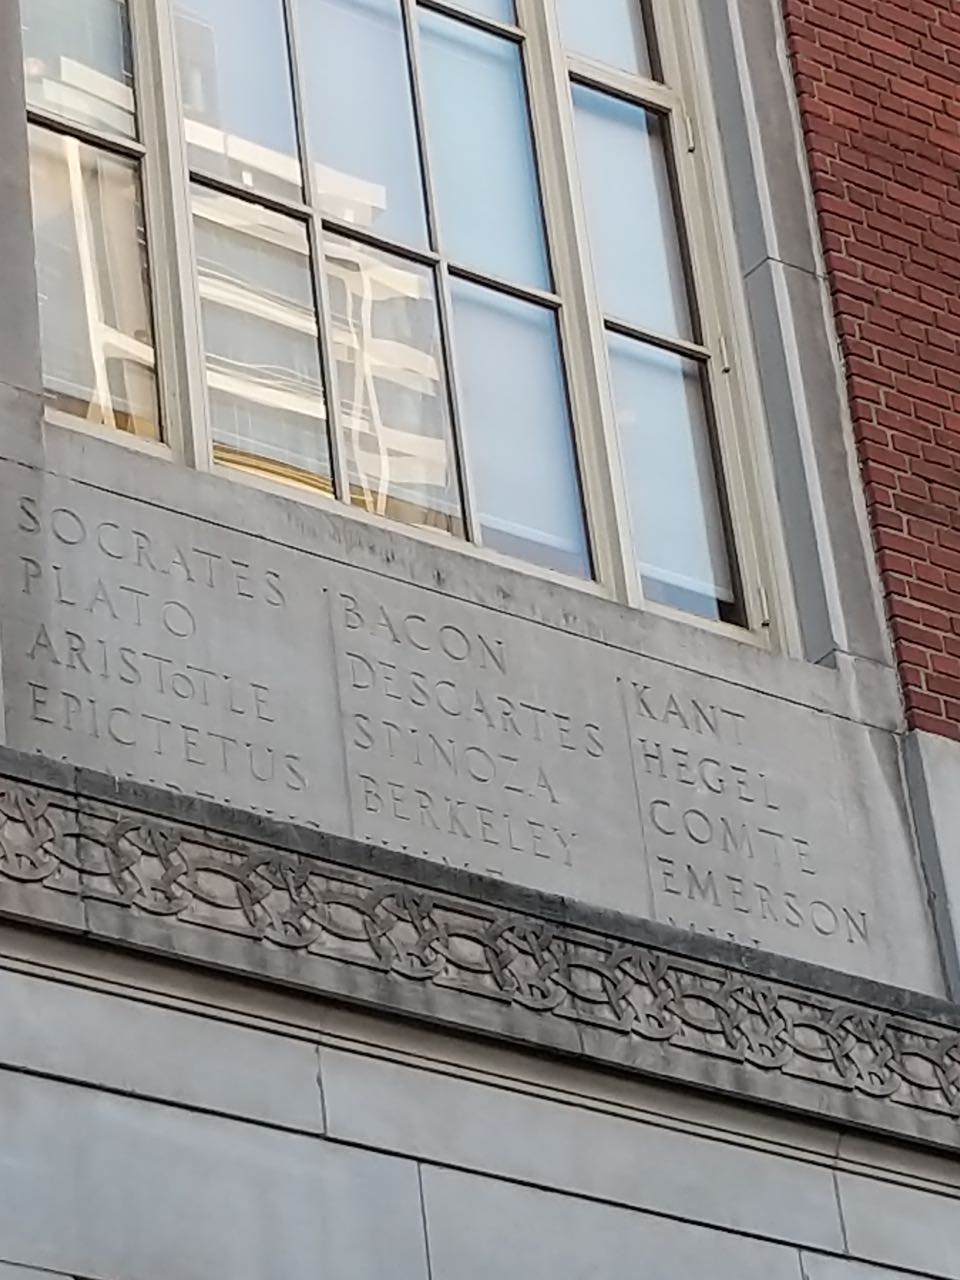 SOCRATES
PLATO
ARISTOTLE
EPICTETUS
BACON
DESCARTES
SPINOZA
BERKELEY
KANT
HEGEL
COMTE
EMERSON